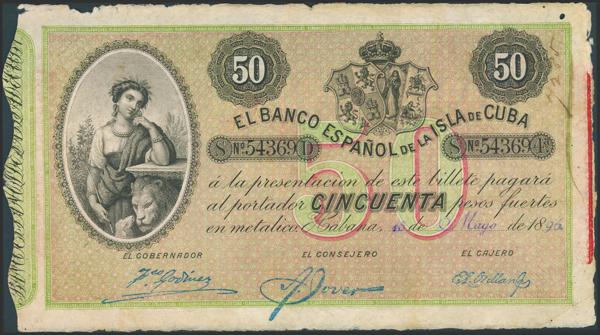 50 50
EL BANCO ESPAÑOL DE LA ISLA DE CUBA
S Nº 54369 D S Nº 54369
á la presentacion de este billete pagará
50
al portador CINCUENTA pesos fuertes
en metalico. Habana, de Mayo de 1896
EL GOBERNADOR EL CONSEJERO EL CAJERO
Godinez